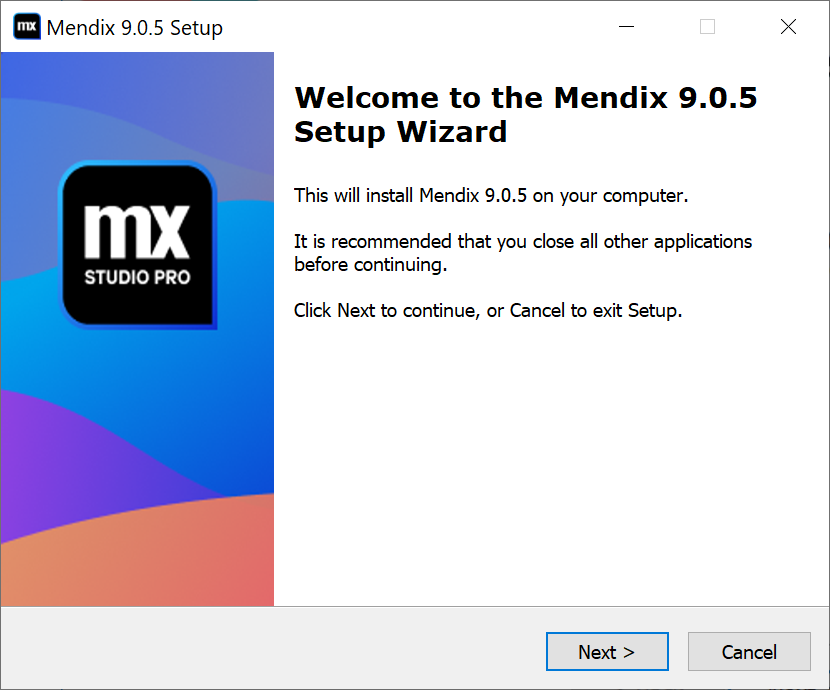 mx Mendix 9.0.5 Setup
mx
STUDIO PRO
Welcome to the Mendix 9.0.5
Setup Wizard
This will install Mendix 9.0.5 on your computer.
It is recommended that you close all other applications
before continuing.
Click Next to continue, or Cancel to exit Setup.
Next >
Cancel